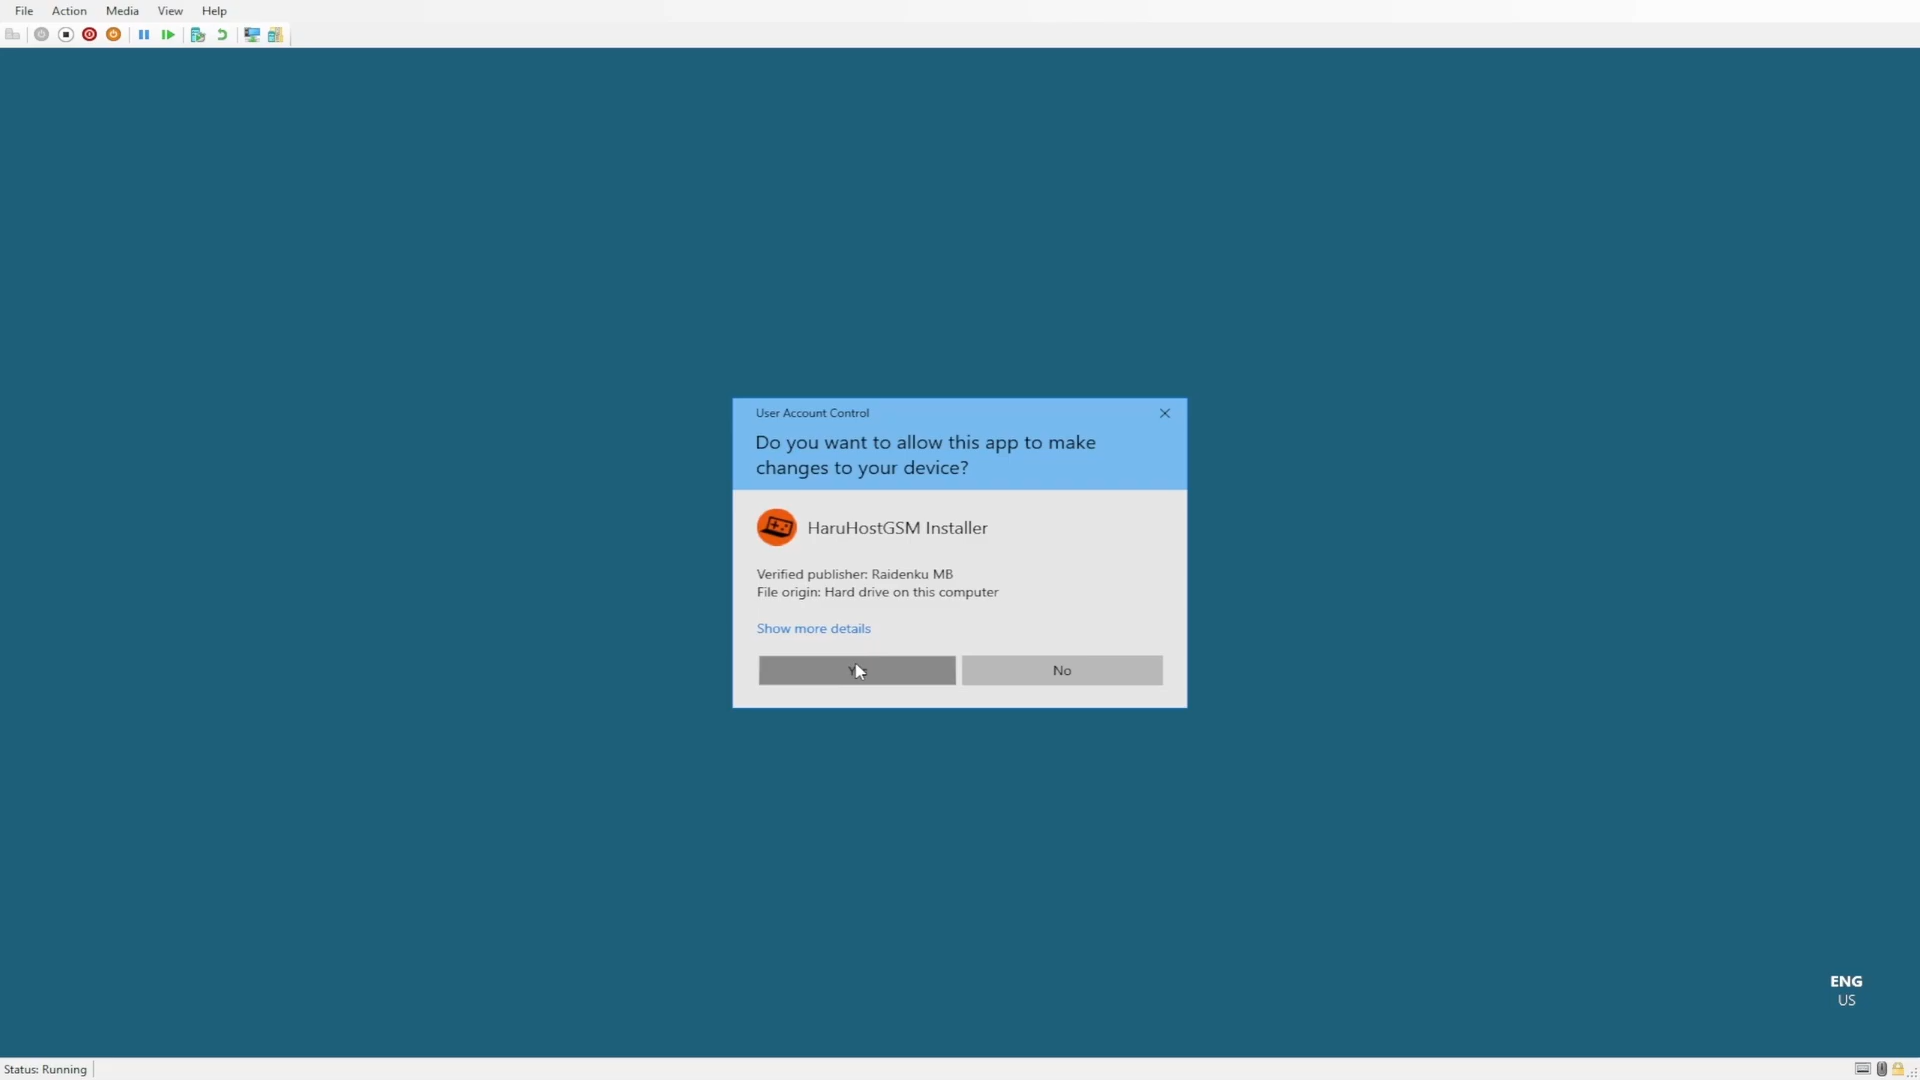 File Action Media View Help
User Account Control
Do you want to allow this app to make
changes to your device?
HaruHostGSM Installer
Verified publisher: Raidenku MB
File origin: Hard drive on this computer
Show more details
No
ENG
US
Status: Running